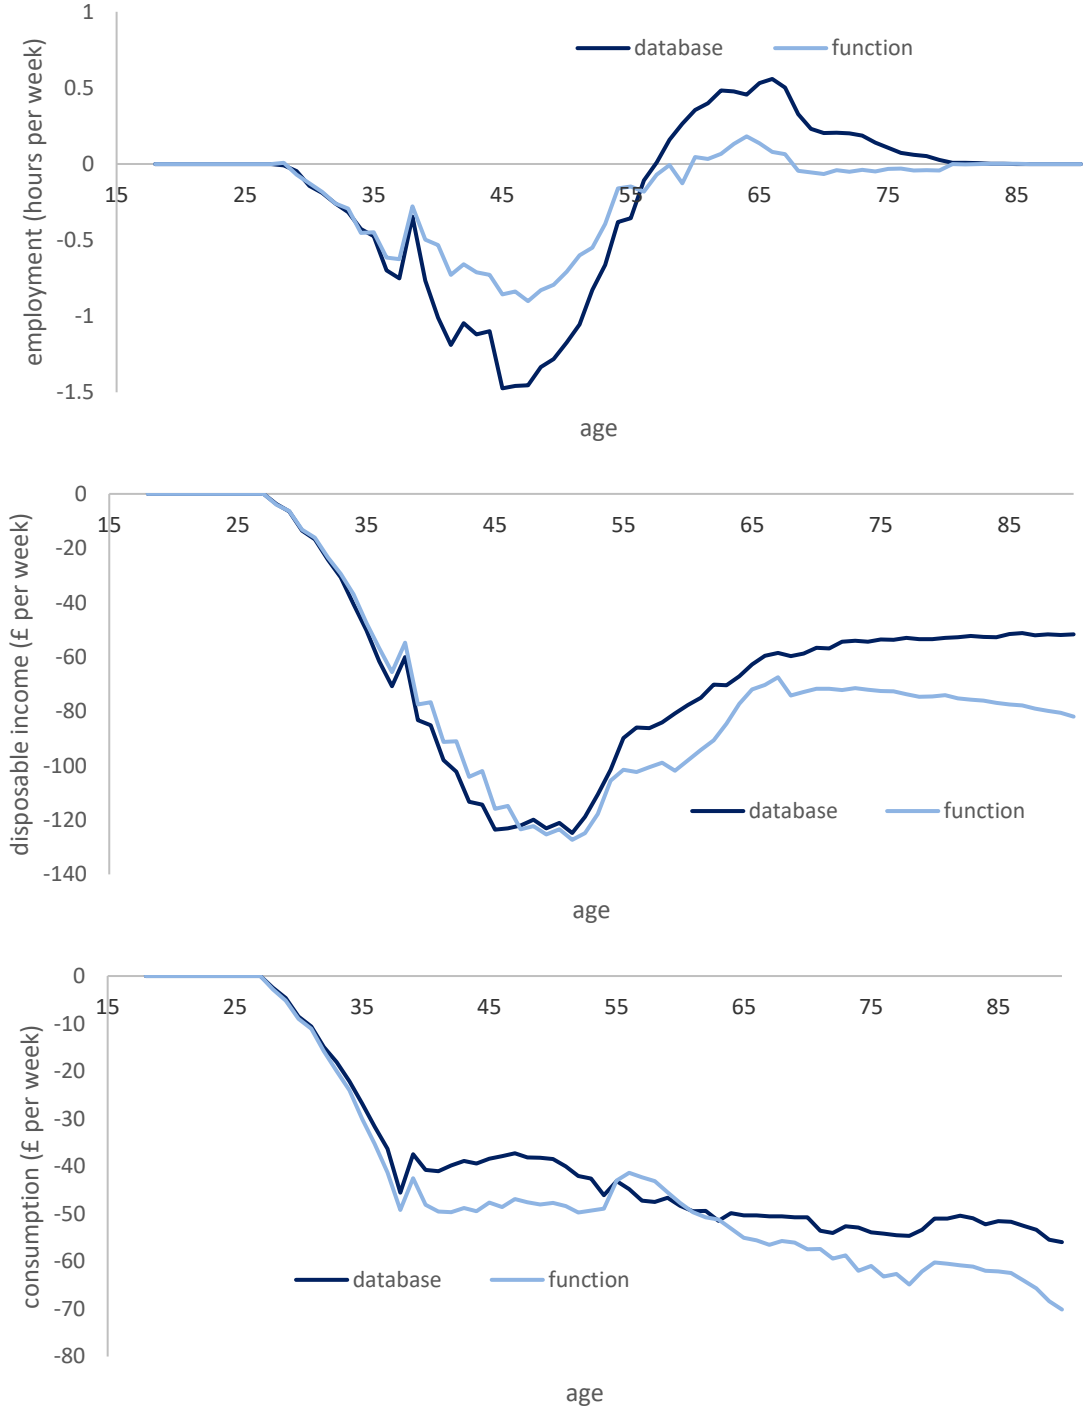 1
database function
0.5
0
15 25 35 45 55 65 75 85
-0.5
-1
-1.5
employment (hours per week)
age
0
15 25 35 45 55 65 75 85
-20
-40
-60
-80
-100
database function
-120
-140
disposable income (£ per week)
age
0
15 25 35 45 55 65 75 85
-10
-20
-30
-40
-50
-60
database function
-70
-80
consumption (£ per week)
age